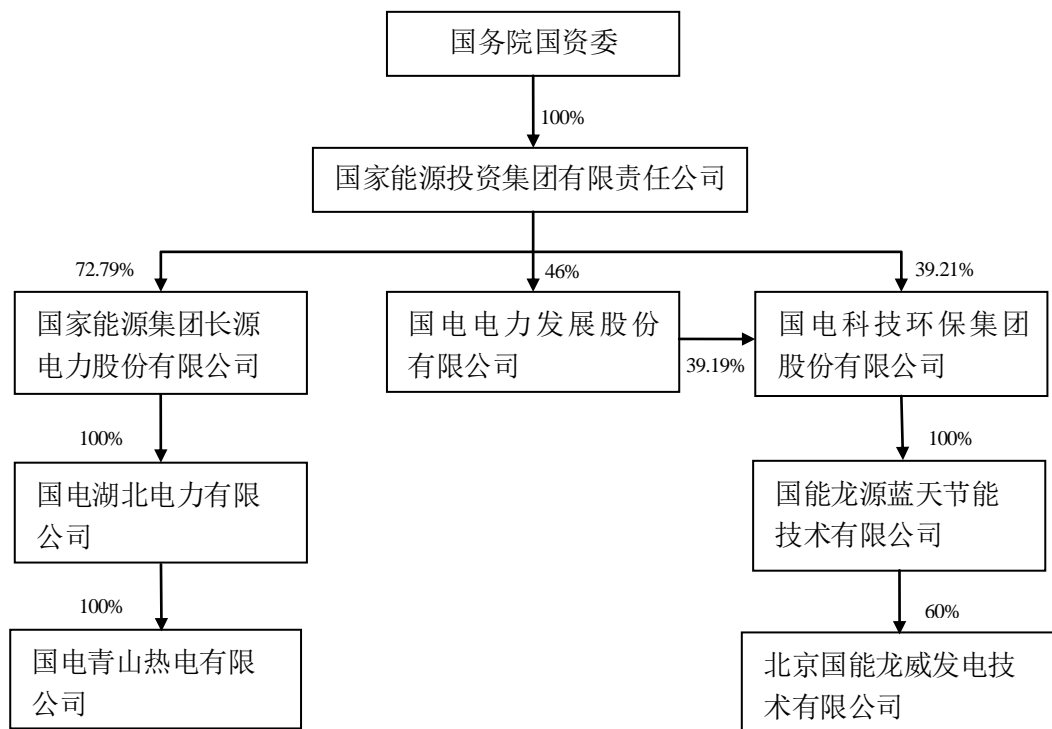 国务院国资委
100%
国家能源投资集团有限责任公司
72.79%
46%
39.21%
国家能源集团长源
电力股份有限公司
国电电力发展股份
有限公司
39.19%
国电科技环保集团
股份有限公司
100%
100%
国电湖北电力有限
公司
国能龙源蓝天节能
技术有限公司
100%
60%
国电青山热电有限
公司
北京国能龙威发电技
术有限公司